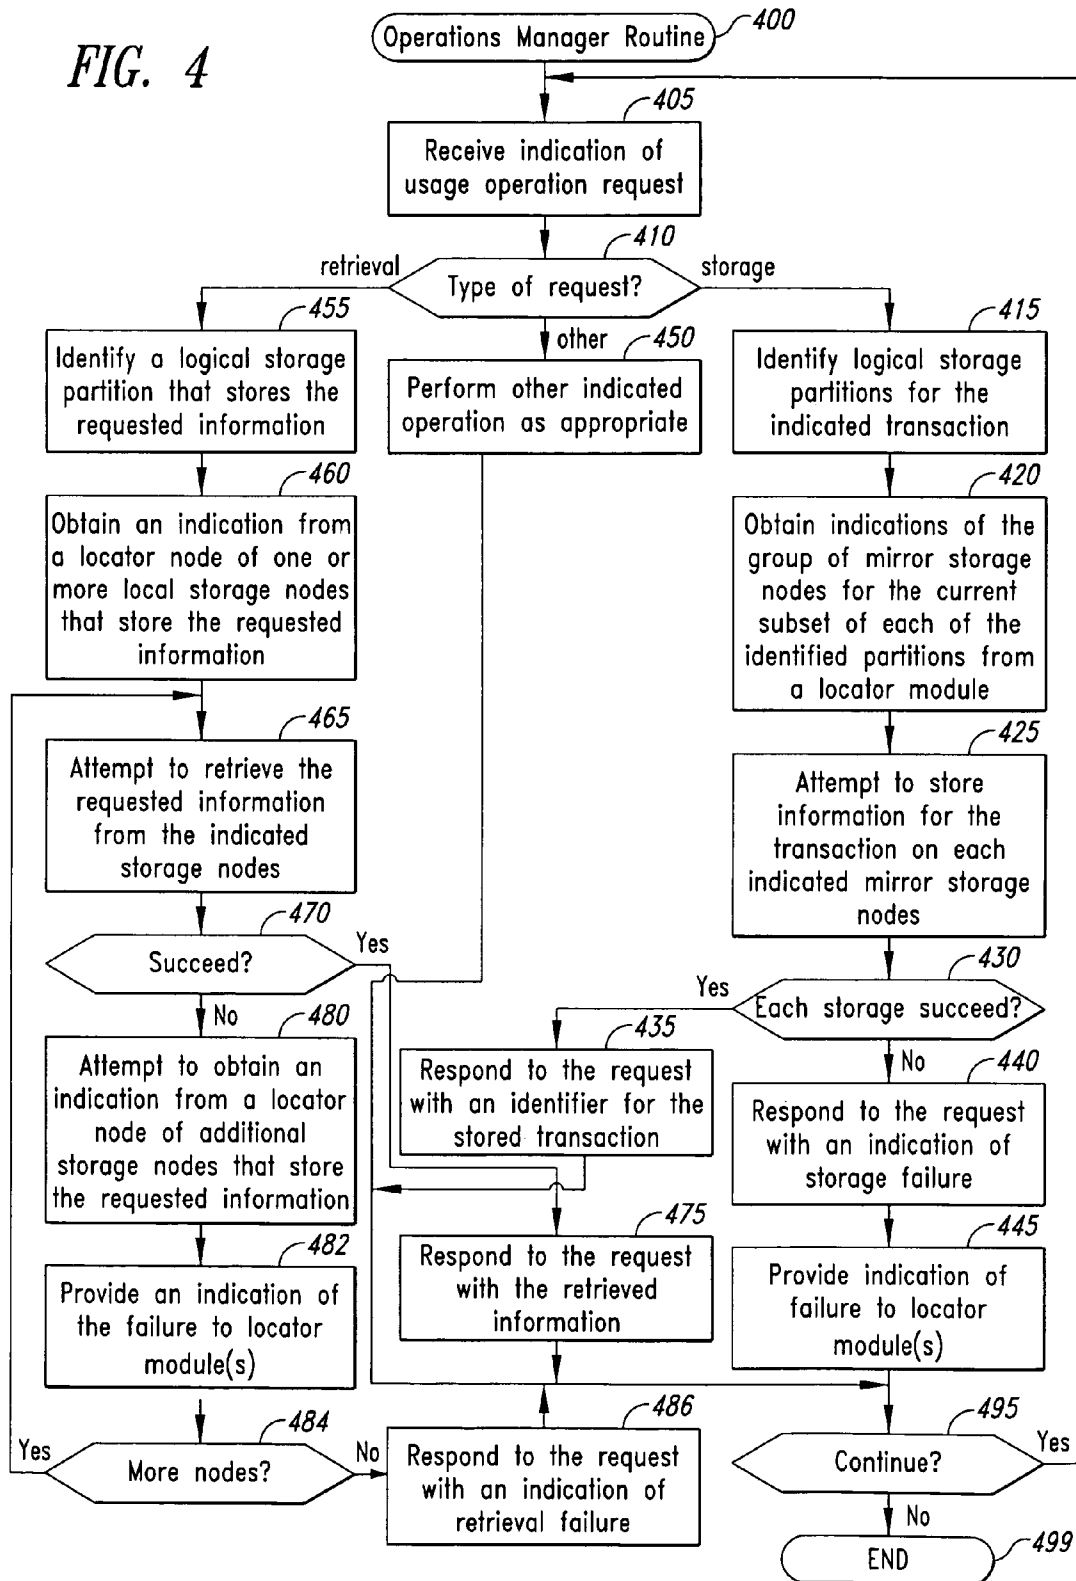 FIG. 4
Operations Manager Routine
400
405
Receive indication of
usage operation request
410
retrieval
Type of request?
storage
other
455
Identify a logical storage
partition that stores the
requested information
450
Perform other indicated
operation as appropriate
415
Identify logical storage
partitions for the
indicated transaction
460
Obtain an indication from
a locator node of one or
more local storage nodes
that store the requested
information
420
Obtain indications of the
group of mirror storage
nodes for the current
subset of each of the
identified partitions from
a locator module
465
Attempt to retrieve the
requested information
from the indicated
storage nodes
425
Attempt to store
information for the
transaction on each
indicated mirror storage
nodes
470
Succeed?
Yes
No
430
Each storage succeed?
Yes
No
480
Attempt to obtain an
indication from a locator
node of additional
storage nodes that store
the requested information
435
Respond to the request
with an identifier for the
stored transaction
440
Respond to the request
with an indication of
storage failure
482
Provide an indication of
the failure to locator
module(s)
475
Respond to the request
with the retrieved
information
445
Provide indication of
failure to locator
module(s)
484
Yes
More nodes?
No
486
Respond to the request
with an indication of
retrieval failure
495
Continue?
Yes
No
END
499